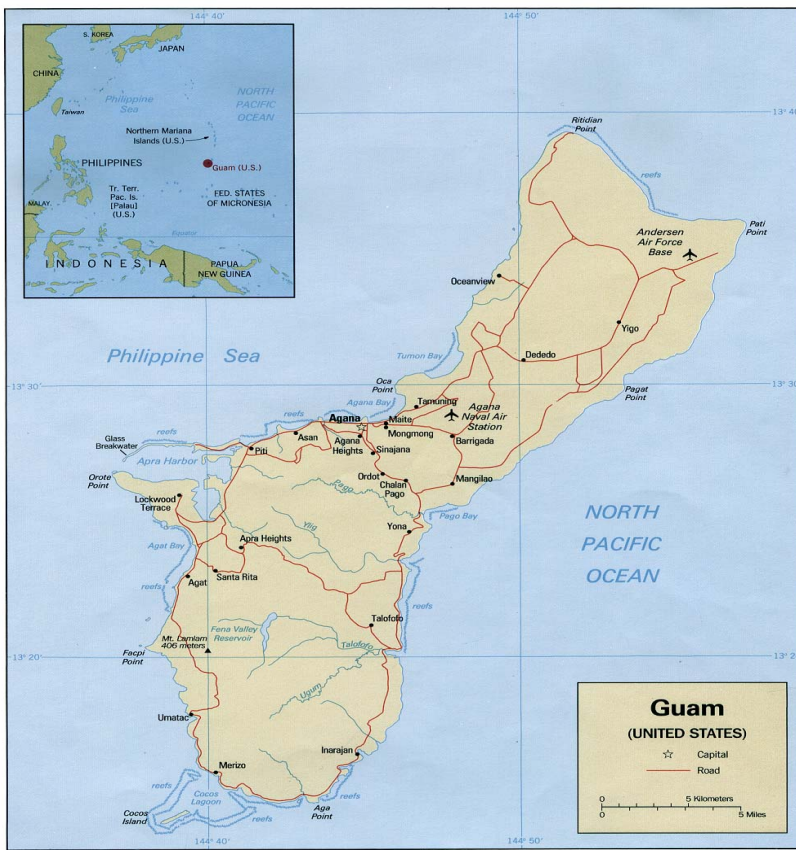 144 40
144 50
S. KOREA
JAPAN
CHINA
Philippine
Sea
NORTH
PACIFIC
OCEAN
Taiwan
Northern Mariana
Islands (U.S.)
PHILIPPINES
Guam (U.S.)
Tr. Terr.
Pac. Is.
[Palau]
(U.S.)
FED. STATES
OF MICRONESIA
MALAY.
Equator
INDONESIA
PAPUA
NEW GUINEA
13 40
Ritidian
Point
reefs
Pati
Point
Andersen
Air Force
Base
Oceanview
Yigo
Philippine Sea
Tumon Bay
Dededo
13 30
13 30
Oca
Point
Pagat Point
Agana Bay
Tamuning
Agana
Naval Air
Station
reefs
Agana
Maite
Mongmong
Asan
Agana
Heights
Barrigada
Glass
Breakwater
reefs
Piti
Sinajana
Apra Harbor
Orote
Point
Ordot
Chalan
Pago
Mangilao
Lockwood
Terrace
Pago
Pago Bay
NORTH
PACIFIC
OCEAN
Ylig
Yona
Agat Bay
Apra Heights
reefs
Agat
Santa Rita
reefs
Talofofo
Fena Valley
Reservoir
Mt. Lamlam
406 meters
Talofofo
Facpi
Point
13 20
13 20
Ugum
Umatac
Inarajan
Merizo
Cocos
Lagoon
reefs
Cocos
Island
reefs
Aga
Point
Guam
(UNITED STATES)
Capital
Road
0 5 Kilometers
0 5 Miles
144 40
144 50